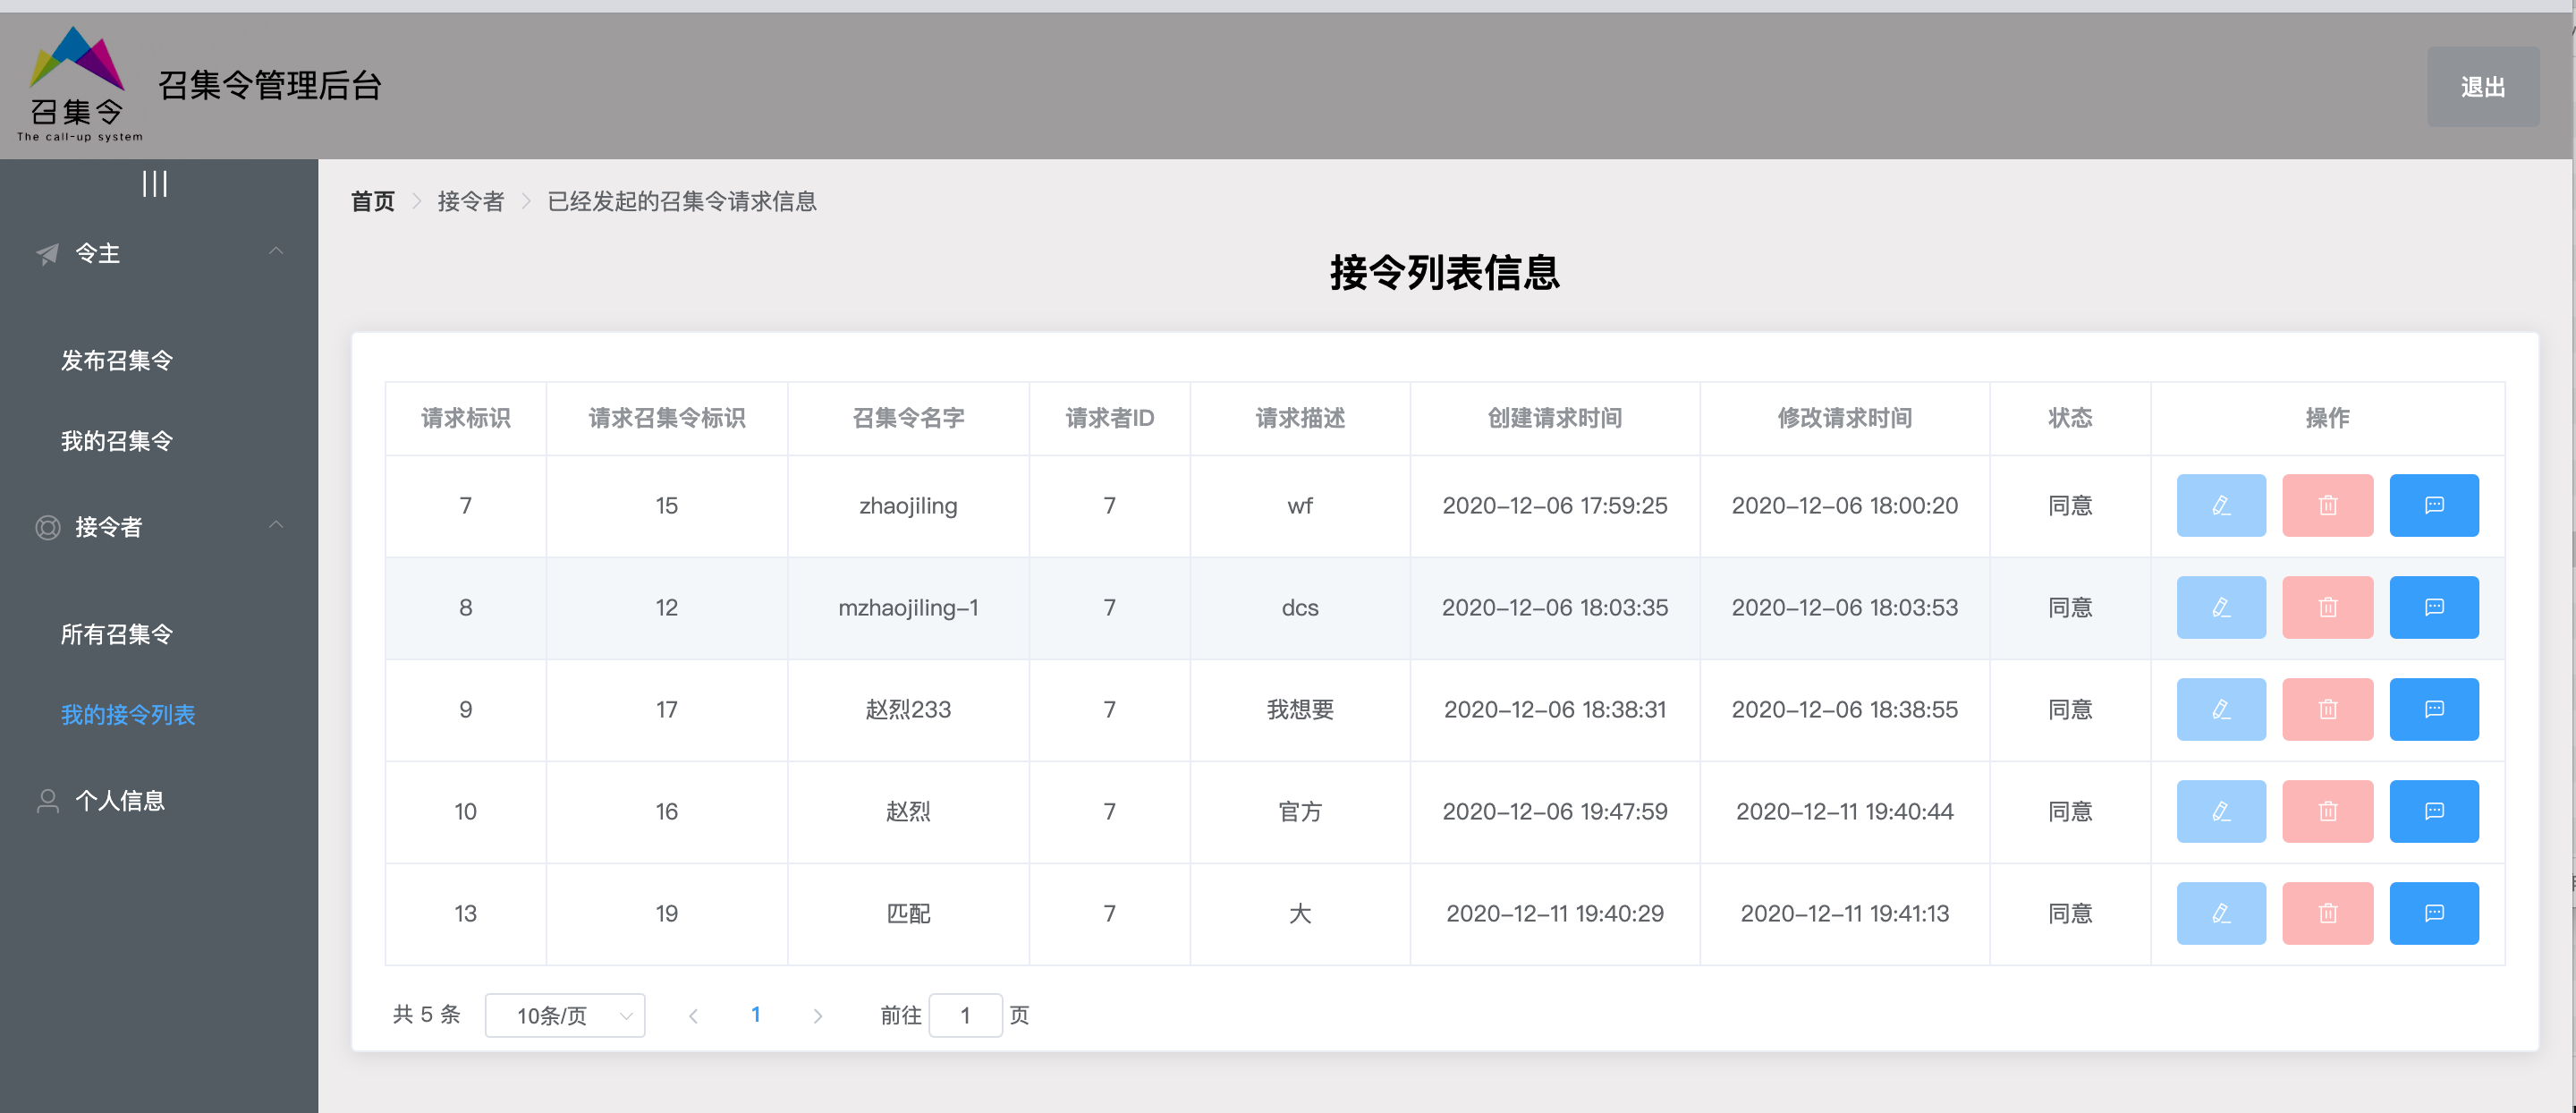 召集令
The call-up system
召集令管理后台
退出
首页 > 接令者 > 已经发起的召集令请求信息
令主
发布召集令
我的召集令
接令者
所有召集令
我的接令列表
个人信息
接令列表信息
请求标识 请求召集令标识 召集令名字 请求者ID 请求描述 创建请求时间 修改请求时间 状态 操作
7 15 zhaojiling 7 wf 2020-12-06 17:59:25 2020-12-06 18:00:20 同意
8 12 mzhaojiling-1 7 dcs 2020-12-06 18:03:35 2020-12-06 18:03:53 同意
9 17 赵烈233 7 我想要 2020-12-06 18:38:31 2020-12-06 18:38:55 同意
10 16 赵烈 7 官方 2020-12-06 19:47:59 2020-12-11 19:40:44 同意
13 19 匹配 7 大 2020-12-11 19:40:29 2020-12-11 19:41:13 同意
共 5 条 10条/页 < 1 > 前往 1 页